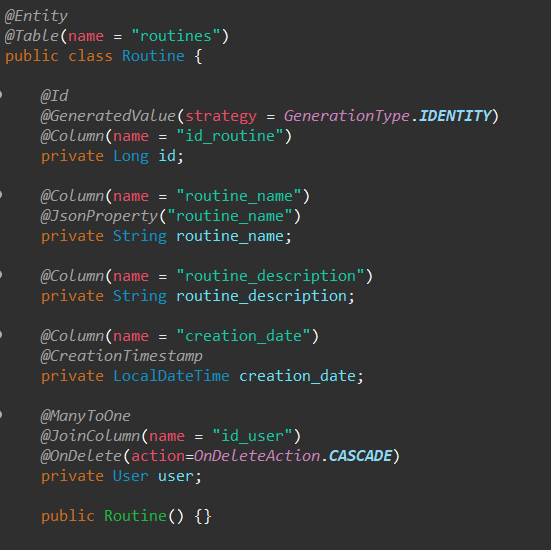 @Entity
@Table(name = "routines")
public class Routine {
@Id
@GeneratedValue(strategy = GenerationType.IDENTITY)
@Column(name = "id_routine")
private Long id;
@Column(name = "routine_name")
@JsonProperty("routine_name")
private String routine_name;
@Column(name = "routine_description")
private String routine_description;
@Column(name = "creation_date")
@CreationTimestamp
private LocalDateTime creation_date;
@ManyToOne
@JoinColumn(name = "id_user")
@OnDelete(action=OnDeleteAction.CASCADE)
private User user;
public Routine() {}